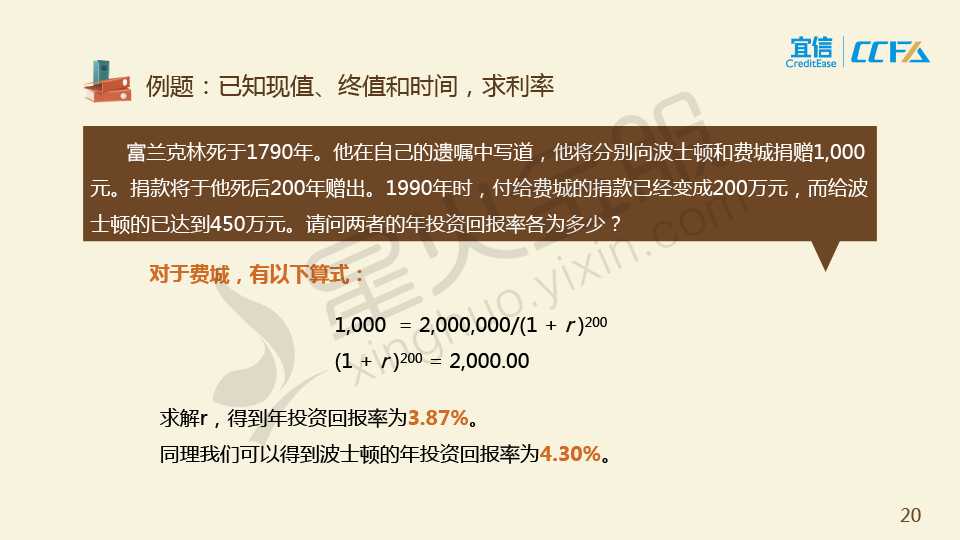 宜信
CreditEase
CCFA
例题：已知现值、终值和时间，求利率
富兰克林死于1790年。他在自己的遗嘱中写道，他将分别向波士顿和费城捐赠1,000
元。捐款将于他死后200年赠出。1990年时，付给费城的捐款已经变成200万元，而给波
士顿的已达到450万元。请问两者的年投资回报率各为多少？
对于费城，有以下算式：
1,000 = 2,000,000/(1 + r)²⁰⁰
(1 + r)²⁰⁰ = 2,000.00
求解r，得到年投资回报率为3.87%。
同理我们可以得到波士顿的年投资回报率为4.30%。
xinghuo.yixin.com
20